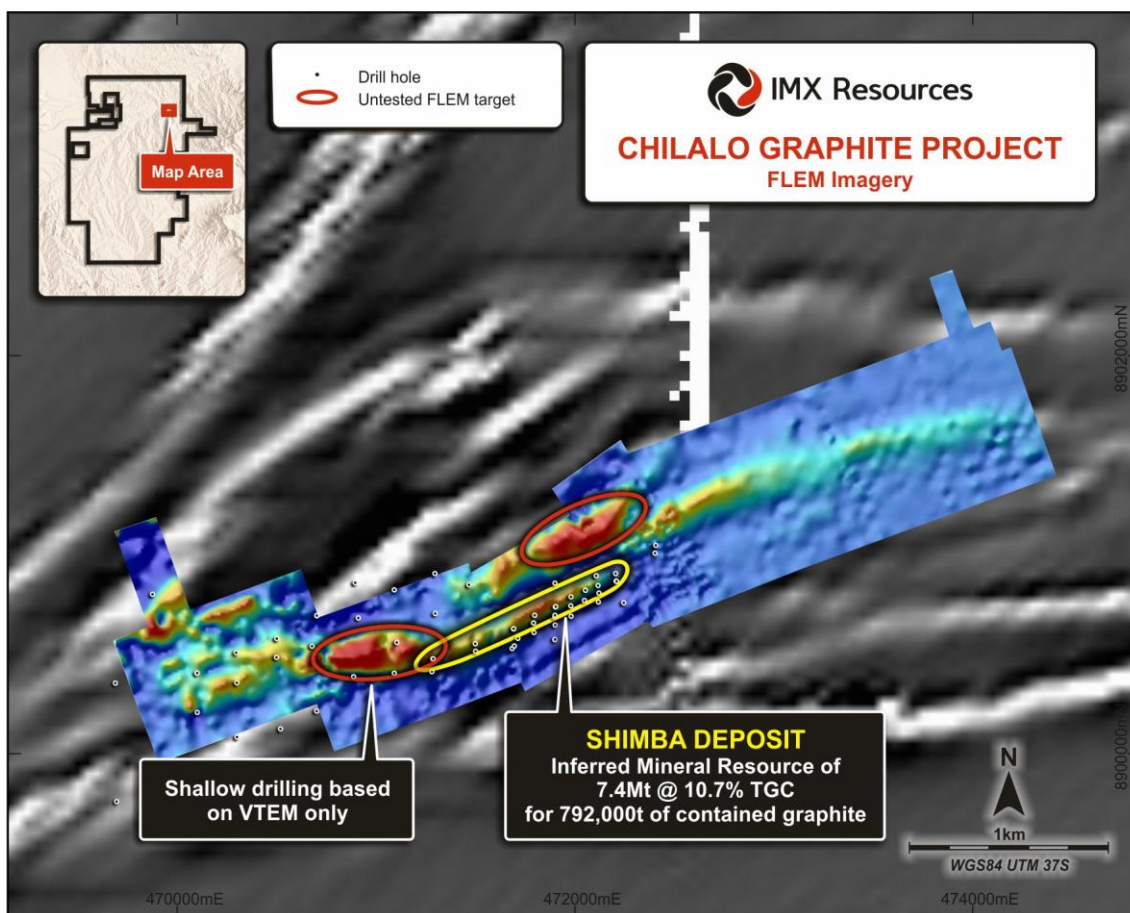 Drill hole
Untested FLEM target
IMX Resources
CHILALO GRAPHITE PROJECT
FLEM Imagery
Map Area
8902000mN
SHIMBA DEPOSIT
Inferred Mineral Resource of
7.4Mt @ 10.7% TGC
for 792,000t of contained graphite
Shallow drilling based
on VTEM only
8900000mN
N
1km
WGS84 UTM 37S
470000mE
472000mE
474000mE